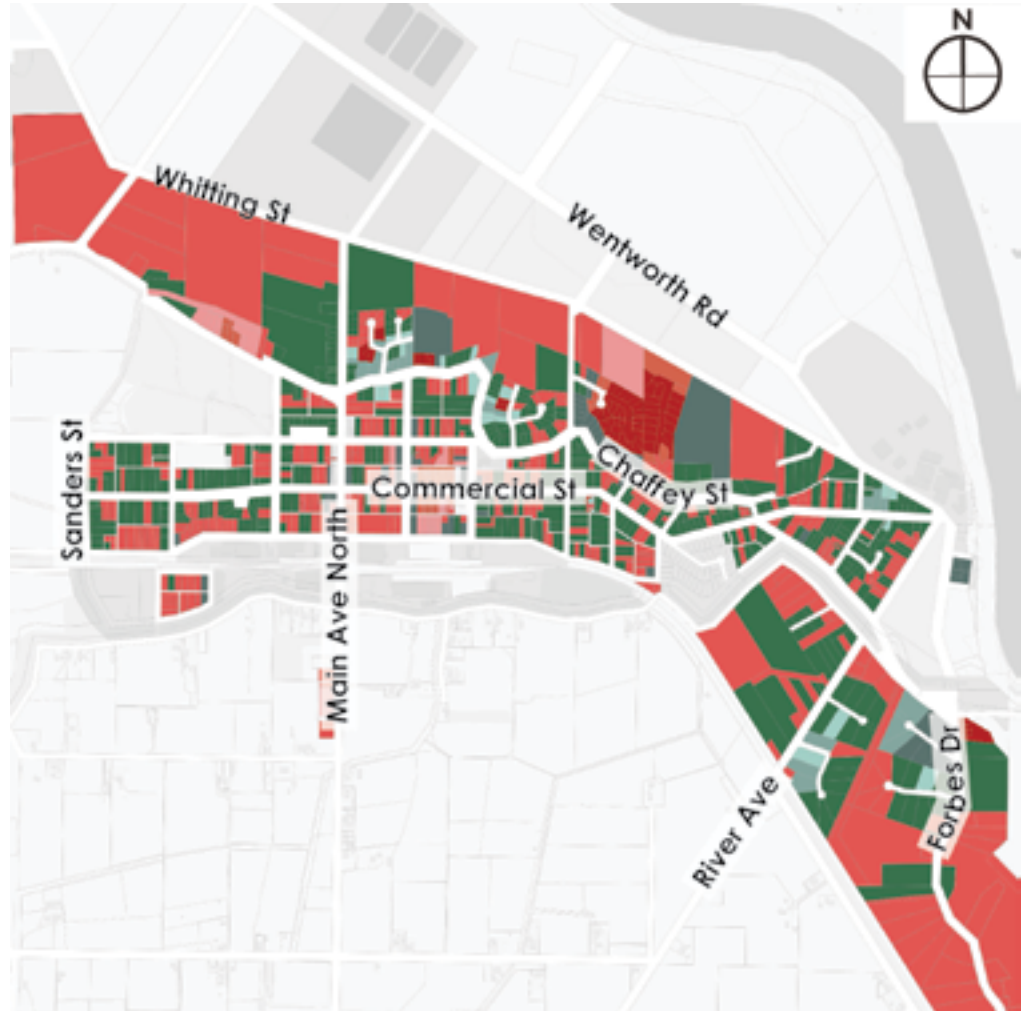 N
Whitting St
Wentworth Rd
Sanders St
Chaffey St
Commercial St
Main Ave North
River Ave
Forbes Dr